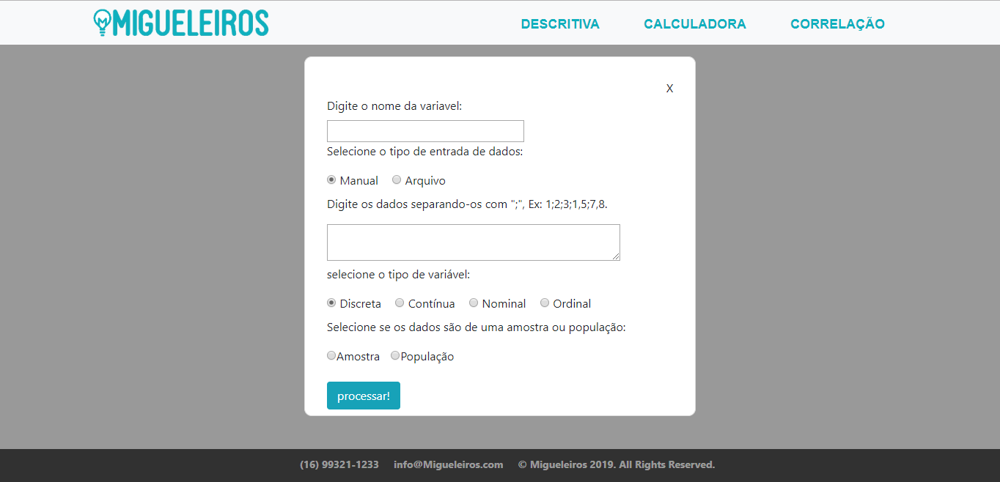 MIGUELEIROS DESCRITIVA CALCULADORA CORRELAÇÃO
X
Digite o nome da variavel:
Selecione o tipo de entrada de dados:
Manual Arquivo
Digite os dados separando-os com ";", Ex: 1;2;3;1,5;7,8.
selecione o tipo de variável:
Discreta Contínua Nominal Ordinal
Selecione se os dados são de uma amostra ou população:
Amostra População
processar!
(16) 99321-1233 info@Migueleiros.com © Migueleiros 2019. All Rights Reserved.